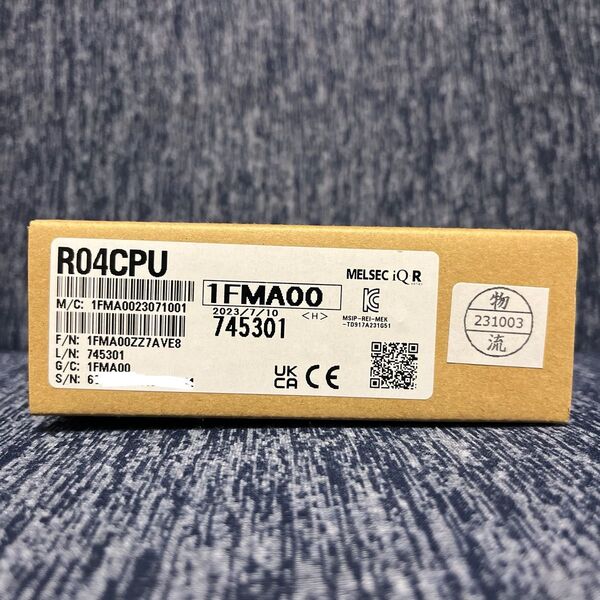 R04CPU
M/C: 1FMA0023071001
F/N: 1FMA00ZZ7AVE8
L/N: 745301
G/C: 1FMA00
S/N:
1FMA00
2023/7/10 <H>
745301
UK
CA CE
MELSEC iQ R
MSIP-REI-MEK
-TD917A231G51
物
231003
流